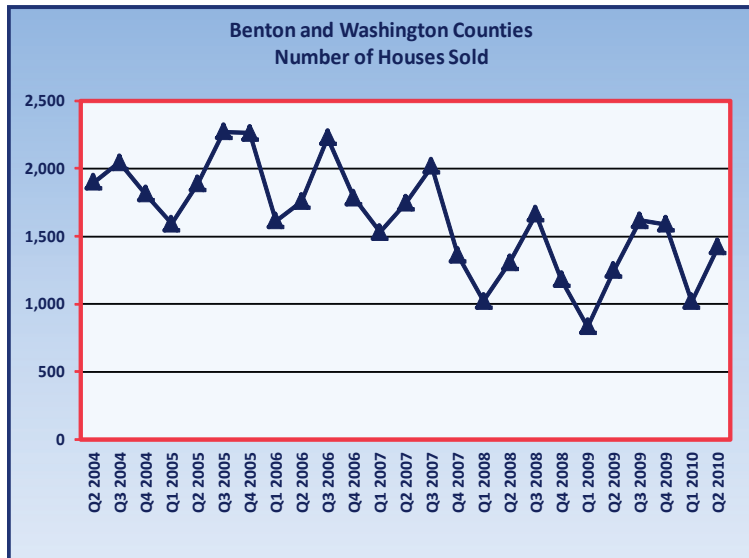 Benton and Washington Counties
Number of Houses Sold
2,500
2,000
1,500
1,000
500
0
Q2 2004
Q3 2004
Q4 2004
Q1 2005
Q2 2005
Q3 2005
Q4 2005
Q1 2006
Q2 2006
Q3 2006
Q4 2006
Q1 2007
Q2 2007
Q3 2007
Q4 2007
Q1 2008
Q2 2008
Q3 2008
Q4 2008
Q1 2009
Q2 2009
Q3 2009
Q4 2009
Q1 2010
Q2 2010